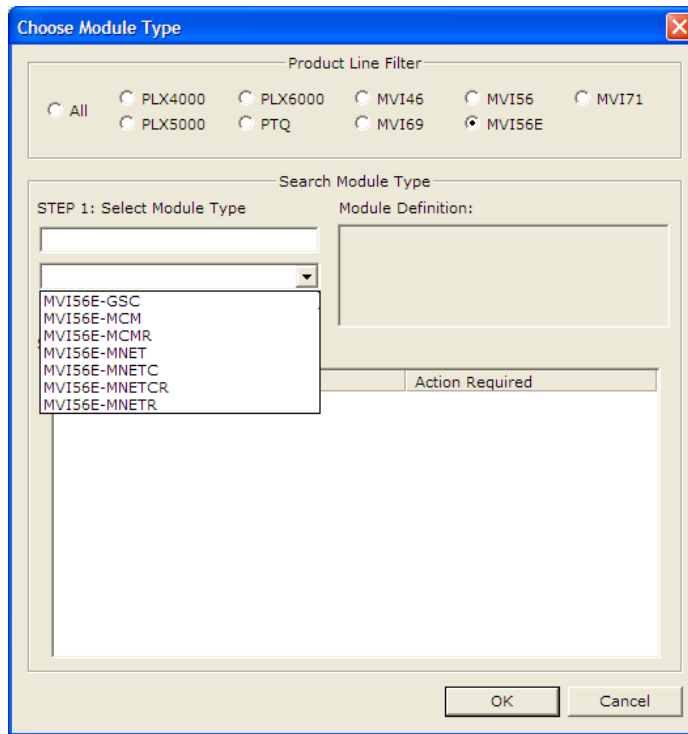 Choose Module Type
Product Line Filter
All
PLX4000
PLX6000
MVI46
MVI56
MVI71
PLX5000
PTQ
MVI69
MVI56E
Search Module Type
STEP 1: Select Module Type
Module Definition:
MVI56E-GSC
MVI56E-MCM
MVI56E-MCMR
MVI56E-MNET
MVI56E-MNETC
MVI56E-MNETCR
MVI56E-MNETR
Action Required
OK
Cancel